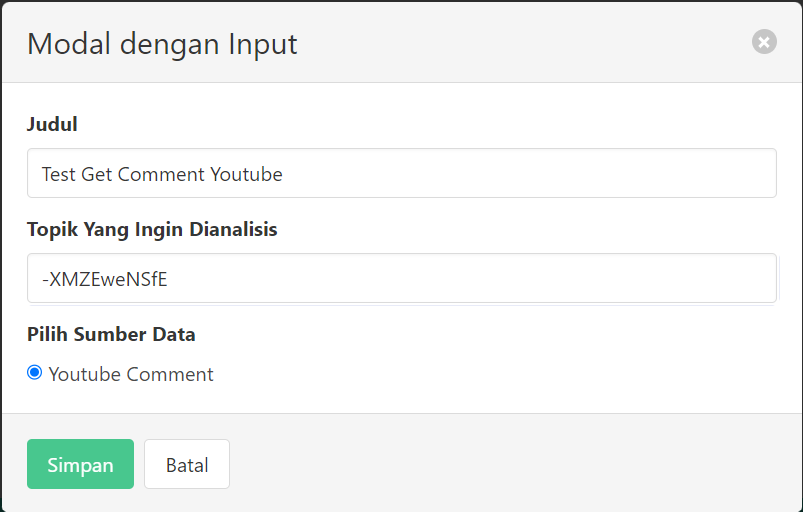 Modal dengan Input
Judul
Test Get Comment Youtube
Topik Yang Ingin Dianalisis
-XMZEweNSfE
Pilih Sumber Data
Youtube Comment
Simpan Batal